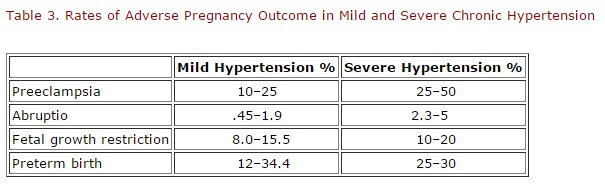 Table 3. Rates of Adverse Pregnancy Outcome in Mild and Severe Chronic Hypertension
Mild Hypertension % Severe Hypertension %
Preeclampsia 10–25 25–50
Abruptio .45–1.9 2.3–5
Fetal growth restriction 8.0–15.5 10–20
Preterm birth 12–34.4 25–30